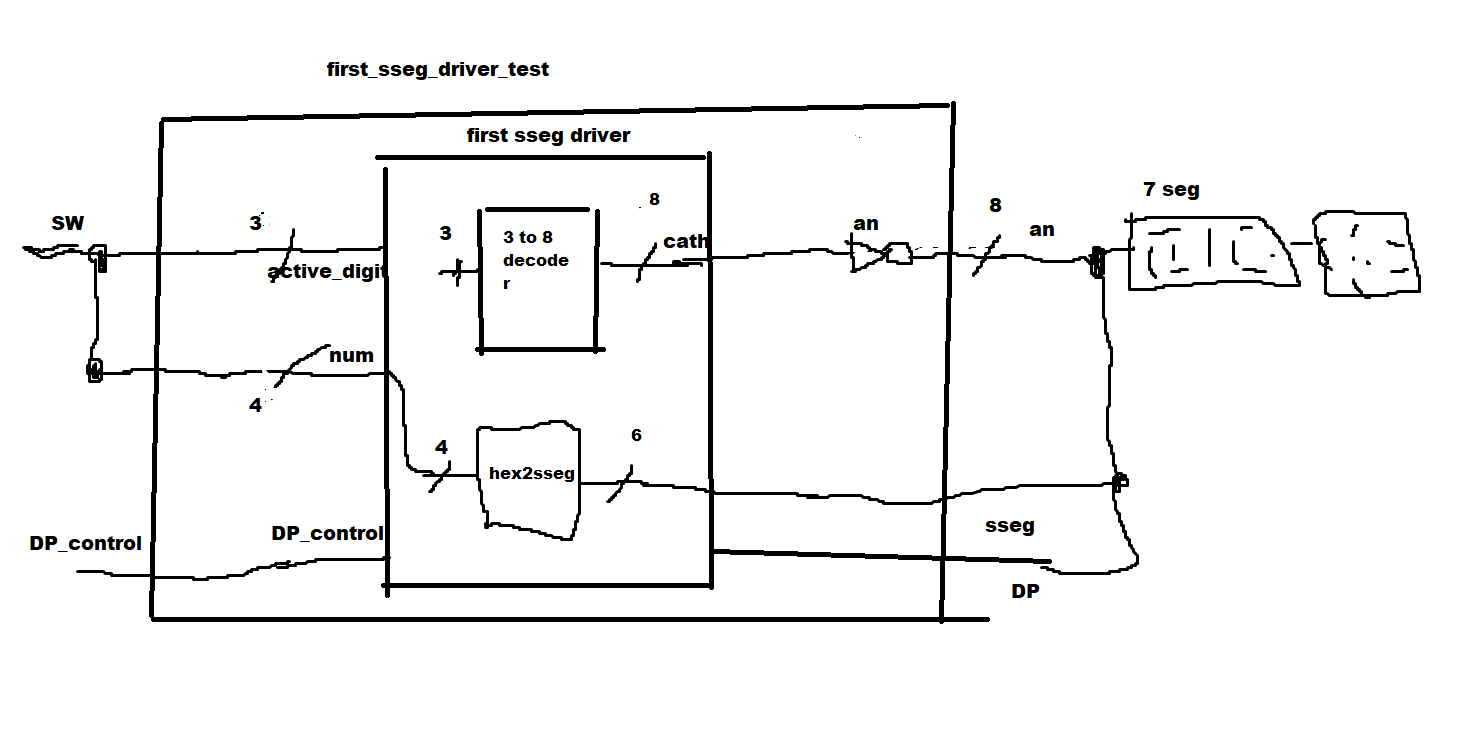 first_sseg_driver_test
first sseg driver
7 seg
SW
3
8
8
an
an
3
3 to 8
decode
r
cath
active_digit
num
4
4
6
hex2sseg
sseg
DP_control
DP_control
DP